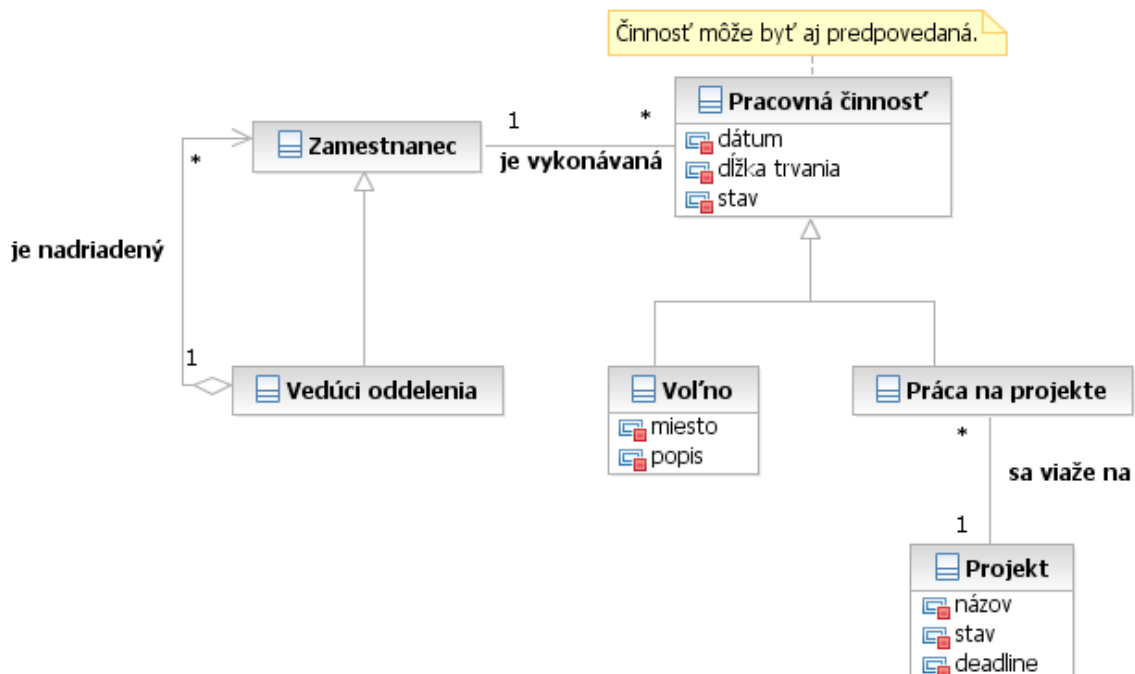 Činnosť môže byť aj predpovedaná.
Pracovná činnosť
dátum
dĺžka trvania
stav
Zamestnanec
1
*
je vykonávaná
*
je nadriadený
1
Vedúci oddelenia
Voľno
miesto
popis
Práca na projekte
*
sa viaže na
1
Projekt
názov
stav
deadline